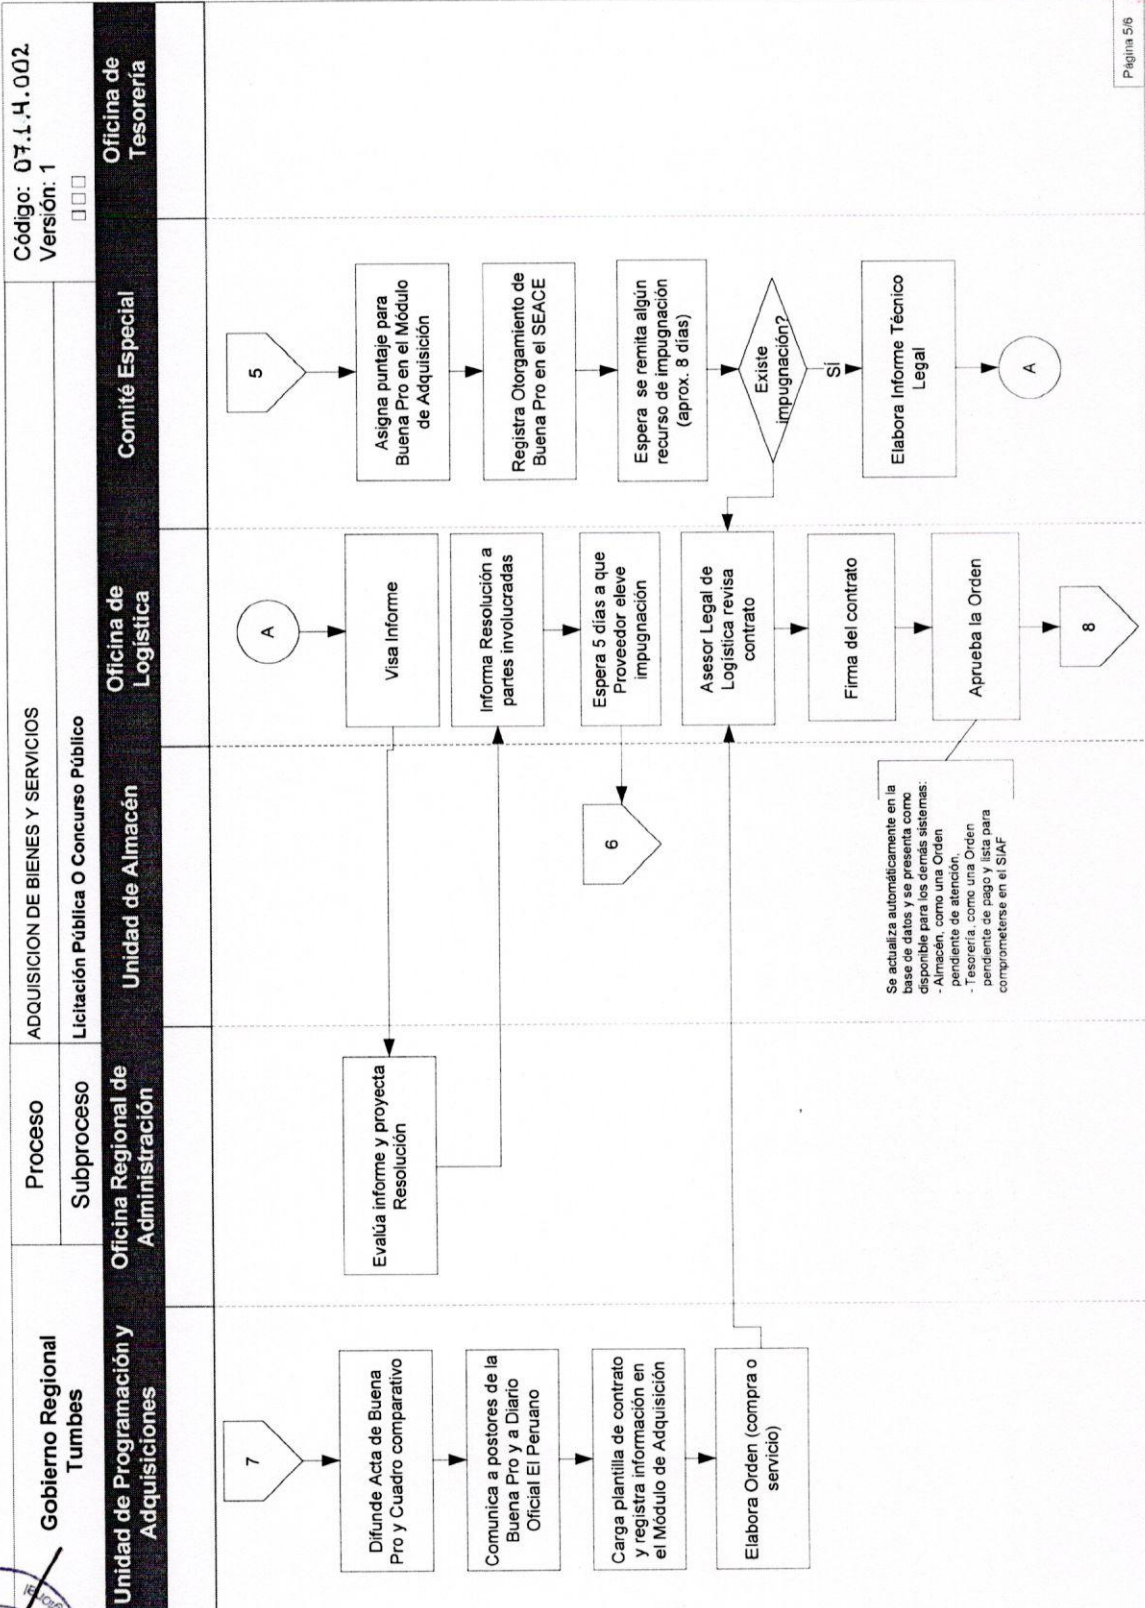 Gobierno Regional
Tumbes
Proceso
ADQUISICION DE BIENES Y SERVICIOS
Código: 07.1.4.002
Versión: 1
Subproceso
Licitación Pública O Concurso Público
Unidad de Programación y
Adquisiciones
Oficina Regional de
Administración
Unidad de Almacén
Oficina de
Logística
Comité Especial
Oficina de
Tesorería
7
Difunde Acta de Buena
Pro y Cuadro comparativo
Comunica a postores de la
Buena Pro y a Diario
Oficial El Peruano
Carga plantilla de contrato
y registra información en
el Módulo de Adquisición
Elabora Orden (compra o
servicio)
Evalúa informe y proyecta
Resolución
6
Se actualiza automáticamente en la
base de datos y se presenta como
disponible para los demás sistemas:
- Almacén, como una Orden
pendiente de atención,
- Tesorería, como una Orden
pendiente de pago y lista para
comprometerse en el SIAF
A
Visa Informe
Informa Resolución a
partes involucradas
Espera 5 días a que
Proveedor eleve
impugnación
Asesor Legal de
Logística revisa
contrato
Firma del contrato
Aprueba la Orden
8
5
Asigna puntaje para
Buena Pro en el Módulo
de Adquisición
Registra Otorgamiento de
Buena Pro en el SEACE
Espera se remita algún
recurso de impugnación
(aprox. 8 días)
Existe
impugnación?
SI
Elabora Informe Técnico
Legal
A
Página 5/6